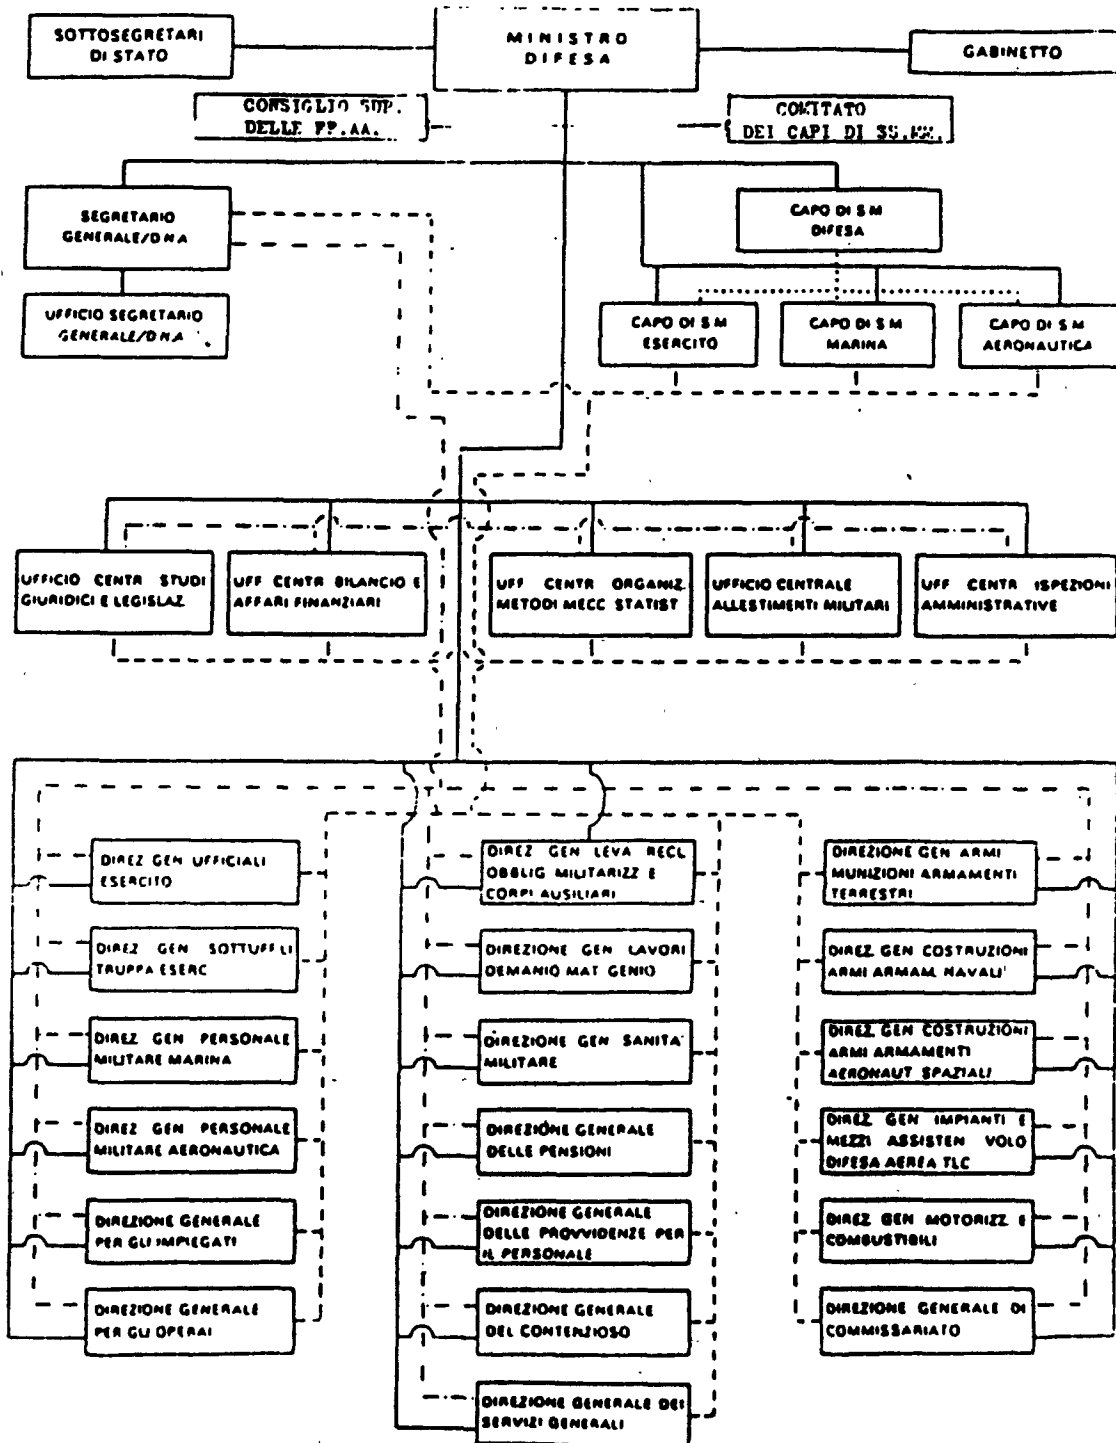 SOTTOSEGRETARI
DI STATO
MINISTRO
DIFESA
GABINETTO
CONSIGLIO SUP.
DELLE FF.AA.
COMITATO
DEI CAPI DI SS.MM.
SEGRETARIO
GENERALE/DNA
CAPO DI SM
DIFESA
UFFICIO SEGRETARIO
GENERALE/DNA
CAPO DI SM
ESERCITO
CAPO DI SM
MARINA
CAPO DI SM
AERONAUTICA
UFFICIO CENTR STUDI
GIURIDICI E LEGISLAZ
UFF CENTR BILANCIO E
AFFARI FINANZIARI
UFF CENTR ORGANIZ.
METODI MECC STATIST
UFFICIO CENTRALE
ALLESTIMENTI MILITARI
UFF CENTR ISPEZIONI
AMMINISTRATIVE
DIREZ GEN UFFICIALI
ESERCITO
DIREZ GEN SOTTUFFLI
TRUPPA ESERC
DIREZ GEN PERSONALE
MILITARE MARINA
DIREZ GEN PERSONALE
MILITARE AERONAUTICA
DIREZIONE GENERALE
PER GLI IMPIEGATI
DIREZIONE GENERALE
PER GLI OPERAI
DIREZ GEN LEVA RECL
OBBLIG MILITARIZZ E
CORPI AUSILIARI
DIREZIONE GEN LAVORI
DEMANIO MAT GENIO
DIREZIONE GEN SANITA'
MILITARE
DIREZIONE GENERALE
DELLE PENSIONI
DIREZIONE GENERALE
DELLE PROVVIDENZE PER
IL PERSONALE
DIREZIONE GENERALE
DEL CONTENZIOSO
DIREZIONE GENERALE DEI
SERVIZI GENERALI
DIREZIONE GEN ARMI
MUNIZIONI ARMAMENTI
TERRESTRI
DIREZ GEN COSTRUZIONI
ARMI ARMAM. NAVALI
DIREZ. GEN COSTRUZIONI
ARMI ARMAMENTI
AERONAUT SPAZIALI
DIREZ GEN IMPIANTI E
MEZZI ASSISTEN VOLO
DIFESA AEREA TLC
DIREZ GEN MOTORIZZ E
COMBUSTIBILI
DIREZIONE GENERALE DI
COMMISSARIATO